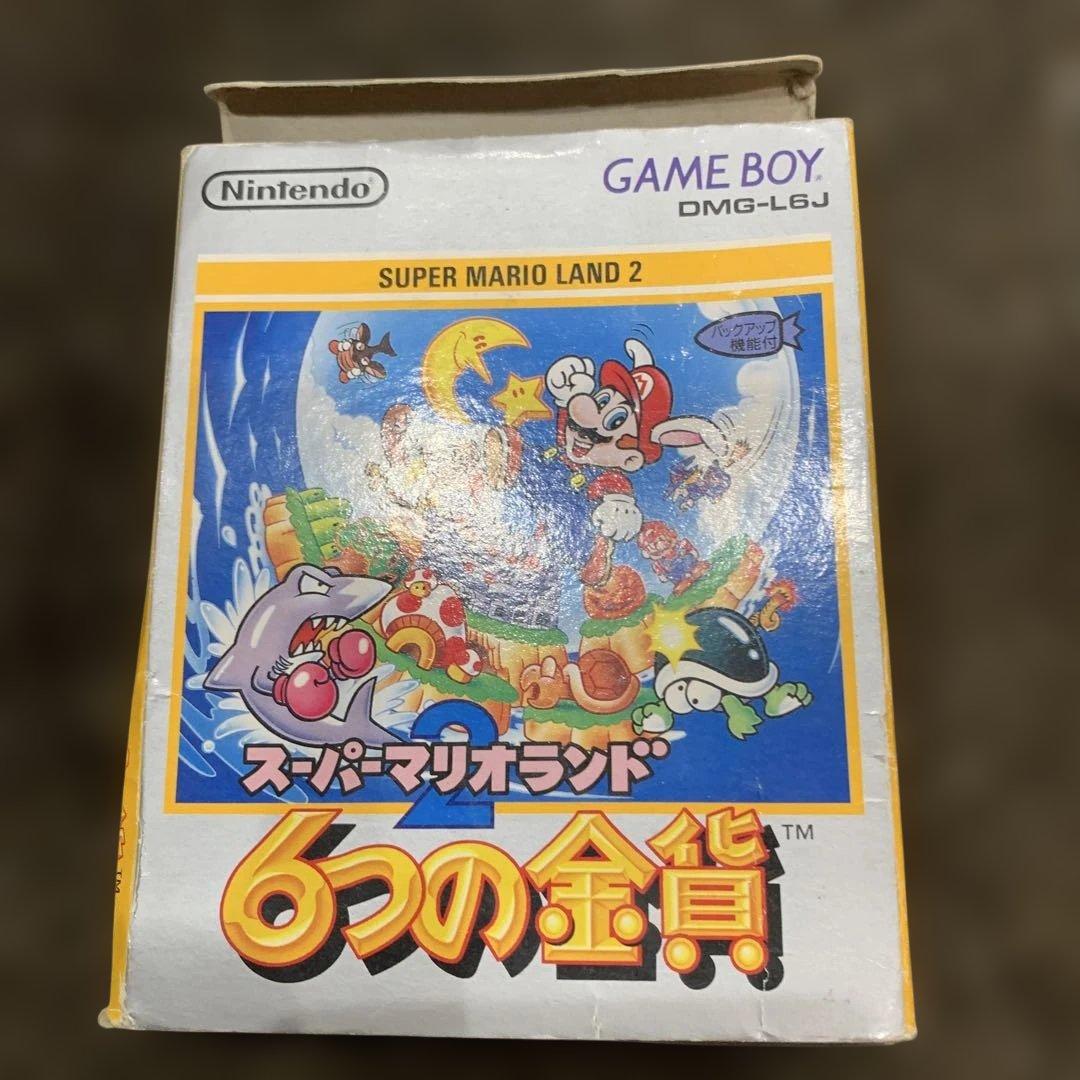 Nintendo®
GAME BOY®
DMG-L6J
SUPER MARIO LAND 2
バックアップ
機能付
スーパーマリオランド
2
6つの金貨™